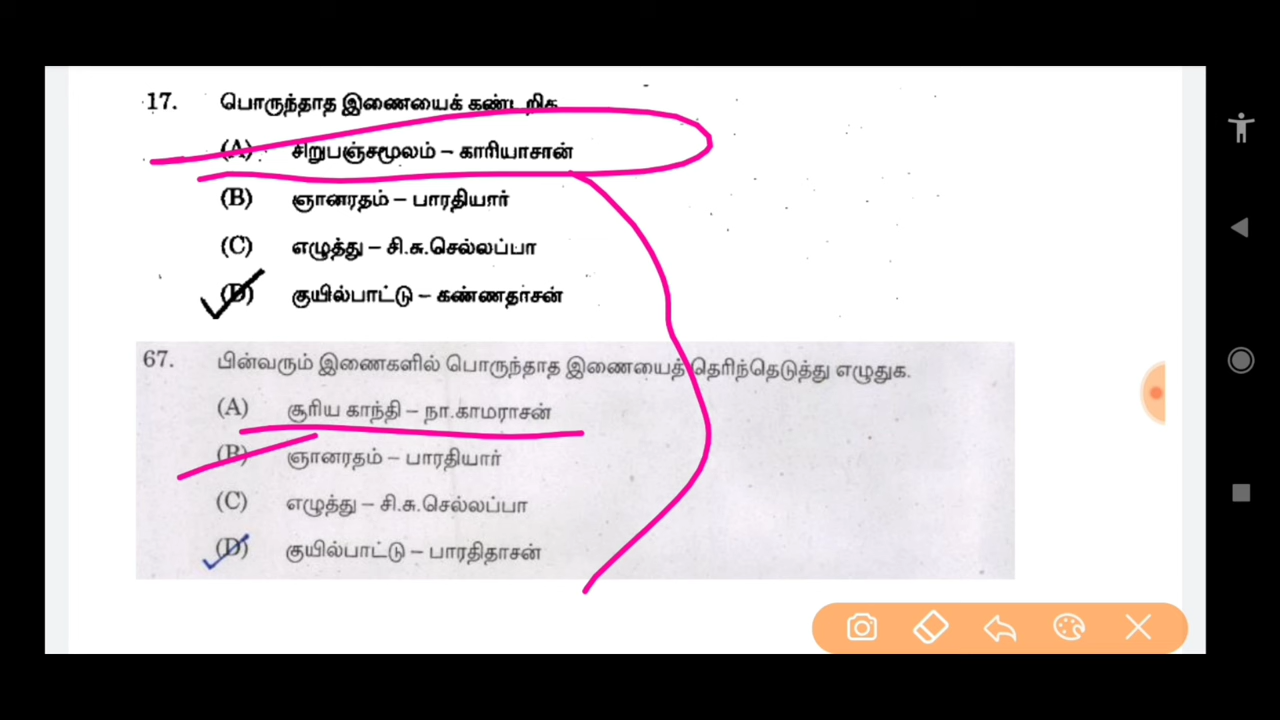 17. பொருந்தாத இணையைக் கண்டறிக
(A) சிறுபஞ்சமூலம் – காரியாசான்
(B) ஞானரதம் – பாரதியார்
(C) எழுத்து – சி.சு.செல்லப்பா
(D) குயில்பாட்டு – கண்ணதாசன்
67. பின்வரும் இணைகளில் பொருந்தாத இணையைத் தெரிந்தெடுத்து எழுதுக.
(A) சூரிய காந்தி – நா.காமராசன்
(B) ஞானரதம் – பாரதியார்
(C) எழுத்து – சி.சு.செல்லப்பா
(D) குயில்பாட்டு – பாரதிதாசன்